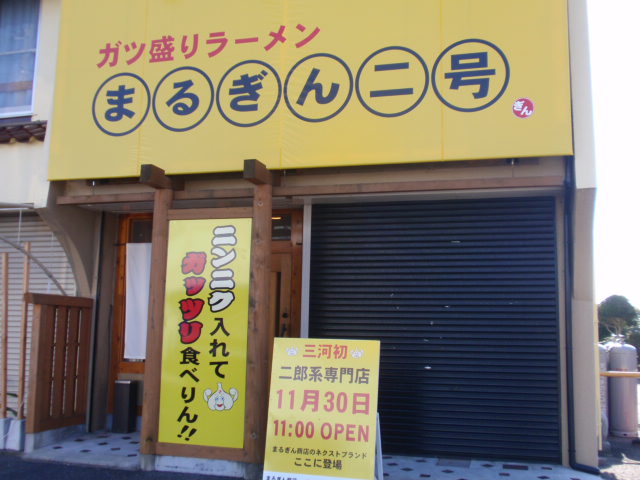 ガツ盛りラーメン
まるぎん二号
ぎん
ニンニク入れて
ガッツリ食べりん!!
三河初
二郎系専門店
11月30日
11:00 OPEN
まるぎん商店のネクストブランド
ここに登場